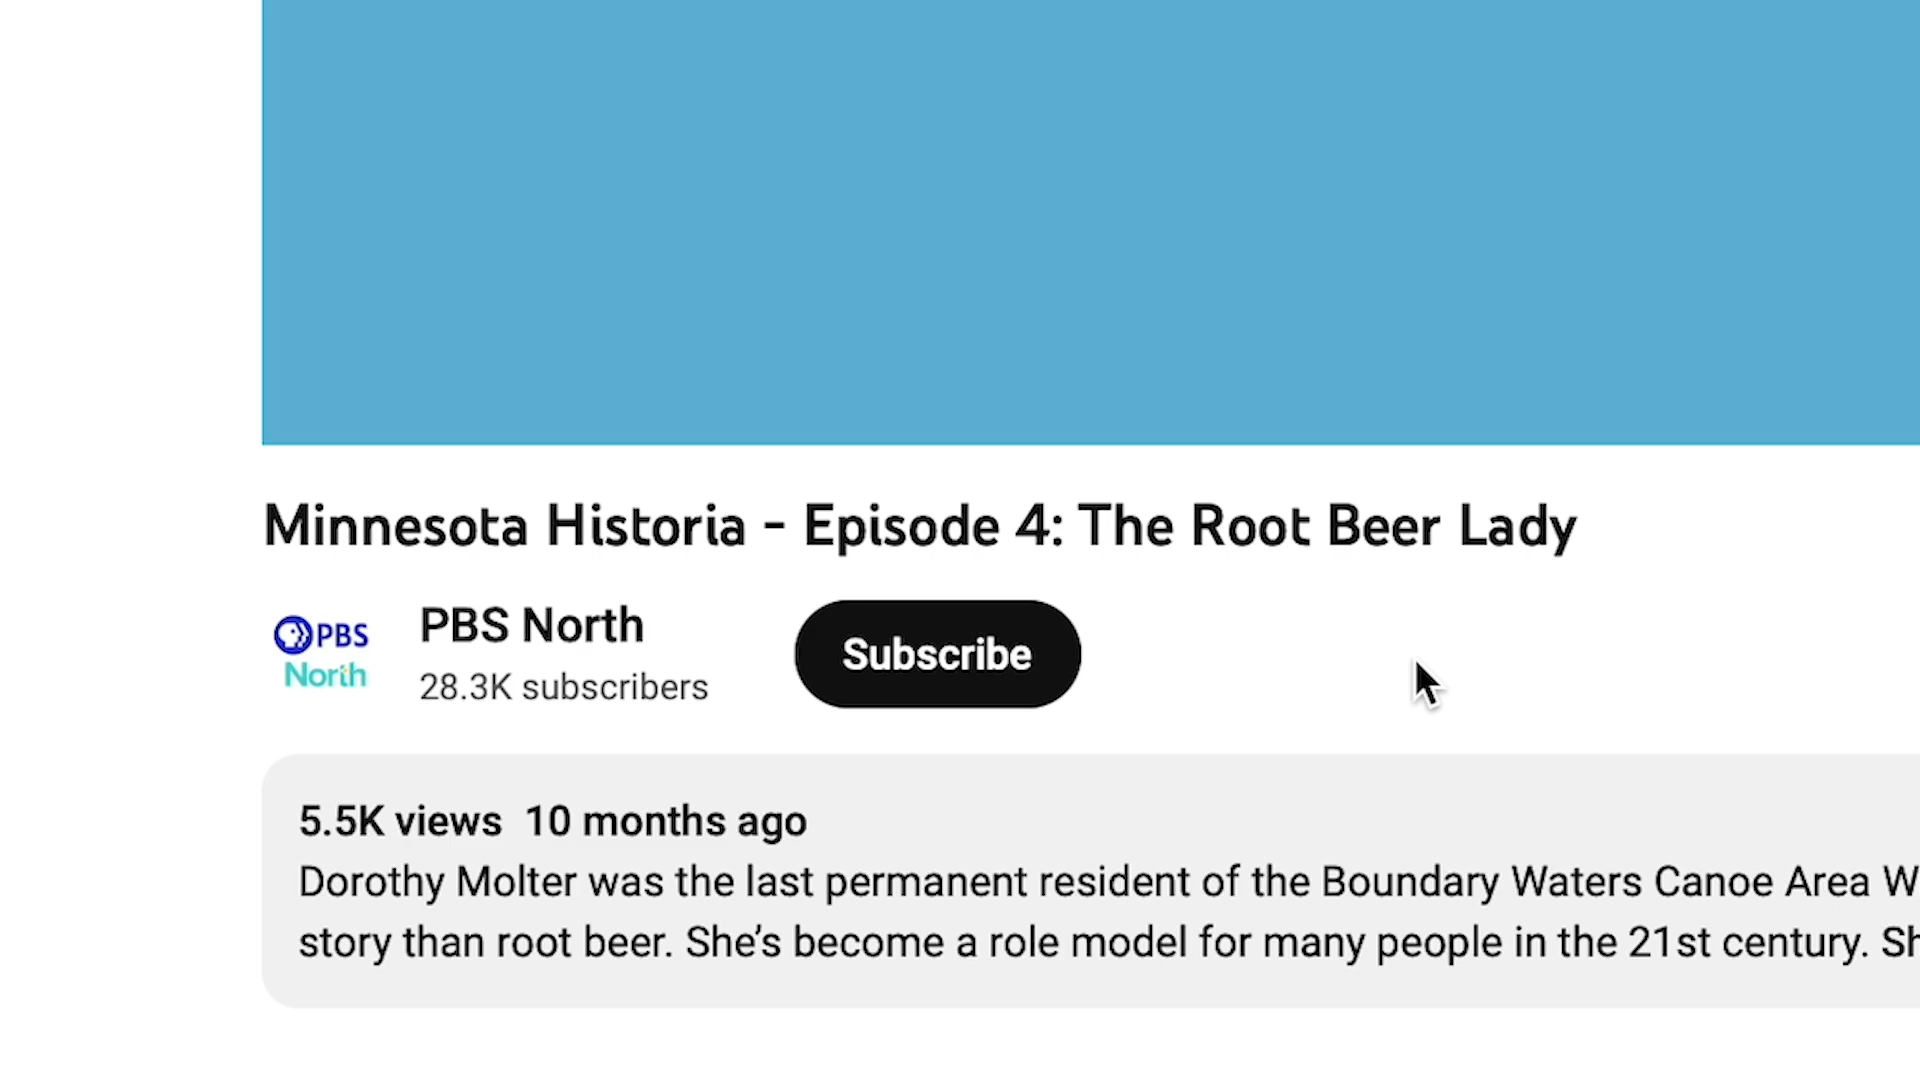 Minnesota Historia - Episode 4: The Root Beer Lady
PBS
North
PBS North
28.3K subscribers
Subscribe
5.5K views 10 months ago
Dorothy Molter was the last permanent resident of the Boundary Waters Canoe Area W
story than root beer. She’s become a role model for many people in the 21st century. Sh